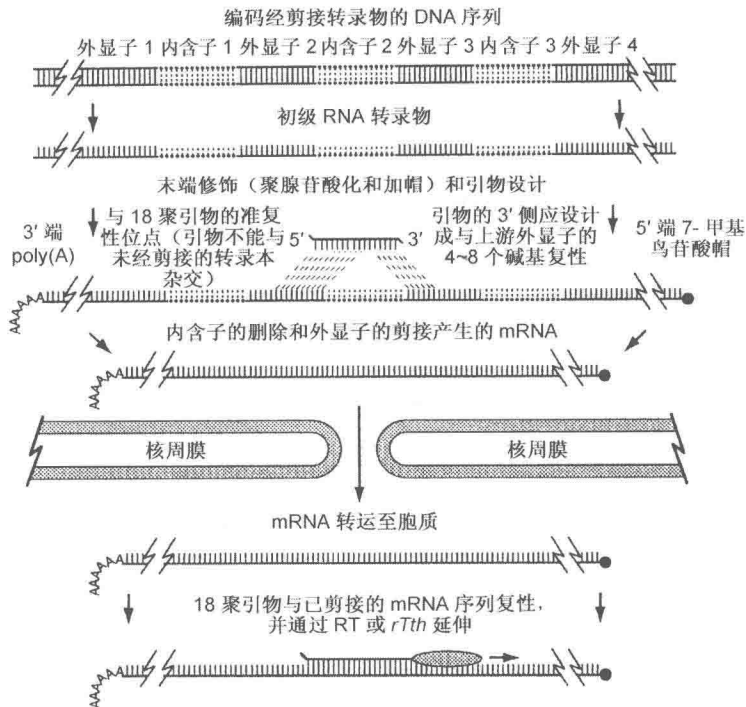 编码经剪接转录物的 DNA 序列
外显子 1 内含子 1 外显子 2 内含子 2 外显子 3 内含子 3 外显子 4
初级 RNA 转录物
末端修饰（聚腺苷酸化和加帽）和引物设计
3′ 端
poly(A)
与 18 聚引物的准复
性位点（引物不能与
未经剪接的转录本
杂交）
5′
3′
引物的 3′ 侧应设计
成与上游外显子的
4~8 个碱基复性
5′ 端 7- 甲基
鸟苷酸帽
AAAAAA
内含子的删除和外显子的剪接产生的 mRNA
AAAAAA
核周膜
核周膜
mRNA 转运至胞质
AAAAAA
18 聚引物与已剪接的 mRNA 序列复性，
并通过 RT 或 rTth 延伸
AAAAAA